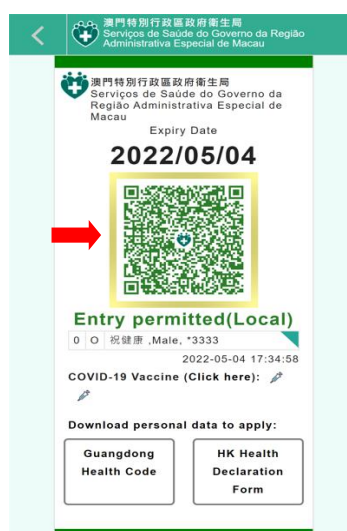 澳門特別行政區政府衛生局
Serviços de Saúde do Governo da Região
Administrativa Especial de Macau
澳門特別行政區政府衛生局
Serviços de Saúde do Governo da
Região Administrativa Especial de
Macau
Expiry Date
2022/05/04
Entry permitted(Local)
0 O 祝健康 ,Male, *3333
2022-05-04 17:34:58
COVID-19 Vaccine (Click here):
Download personal data to apply:
Guangdong
Health Code
HK Health
Declaration
Form